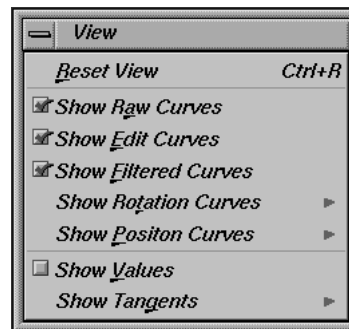 View
Reset View Ctrl+R
Show Raw Curves
Show Edit Curves
Show Filtered Curves
Show Rotation Curves
Show Positon Curves
Show Values
Show Tangents